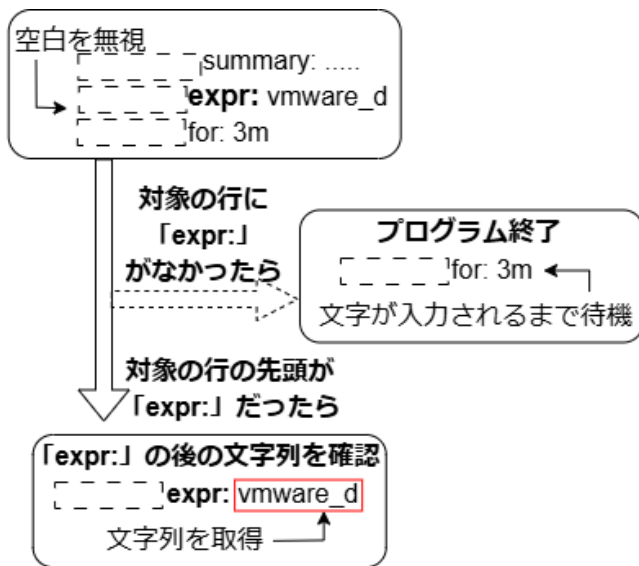 空白を無視
summary: .....
expr: vmware_d
for: 3m
対象の行に
「expr:」
がなかったら
プログラム終了
for: 3m
文字が入力されるまで待機
対象の行の先頭が
「expr:」だったら
「expr:」の後の文字列を確認
expr: vmware_d
文字列を取得